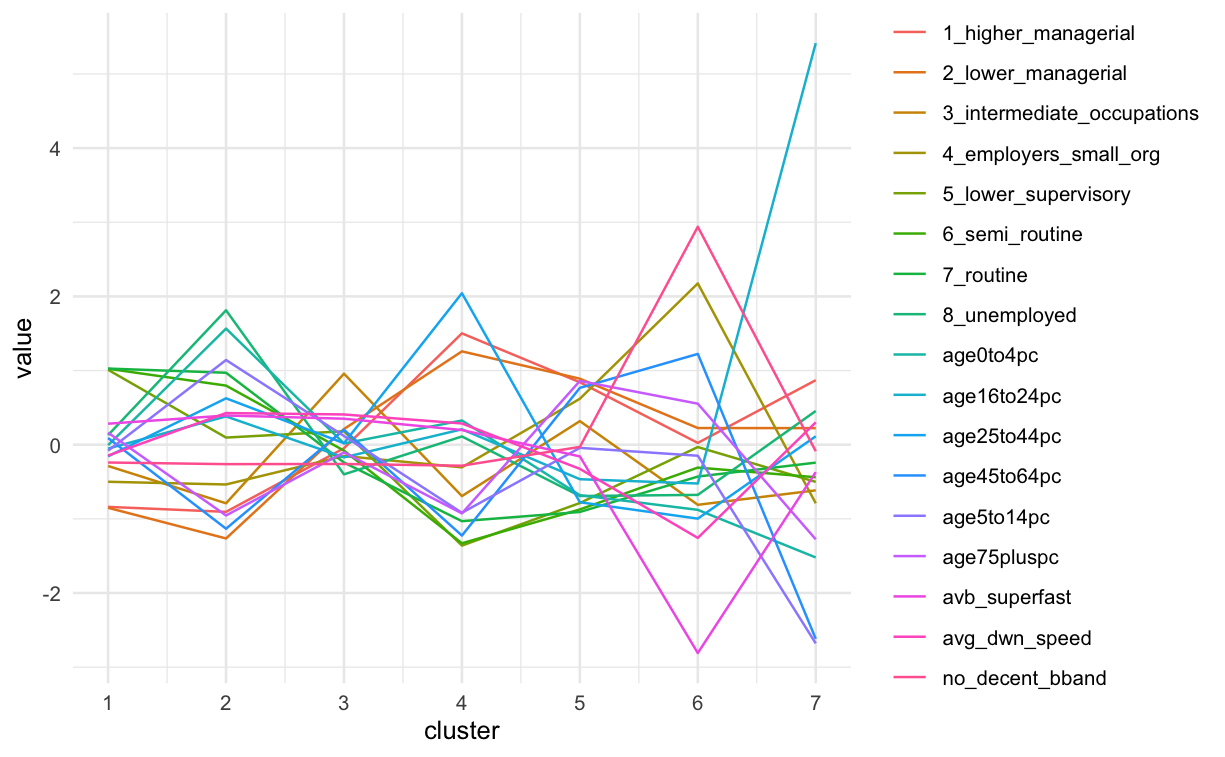 value
4
2
0
-2
1 2 3 4 5 6 7
cluster
1_higher_managerial
2_lower_managerial
3_intermediate_occupations
4_employers_small_org
5_lower_supervisory
6_semi_routine
7_routine
8_unemployed
age0to4pc
age16to24pc
age25to44pc
age45to64pc
age5to14pc
age75pluspc
avb_superfast
avg_dwn_speed
no_decent_bband